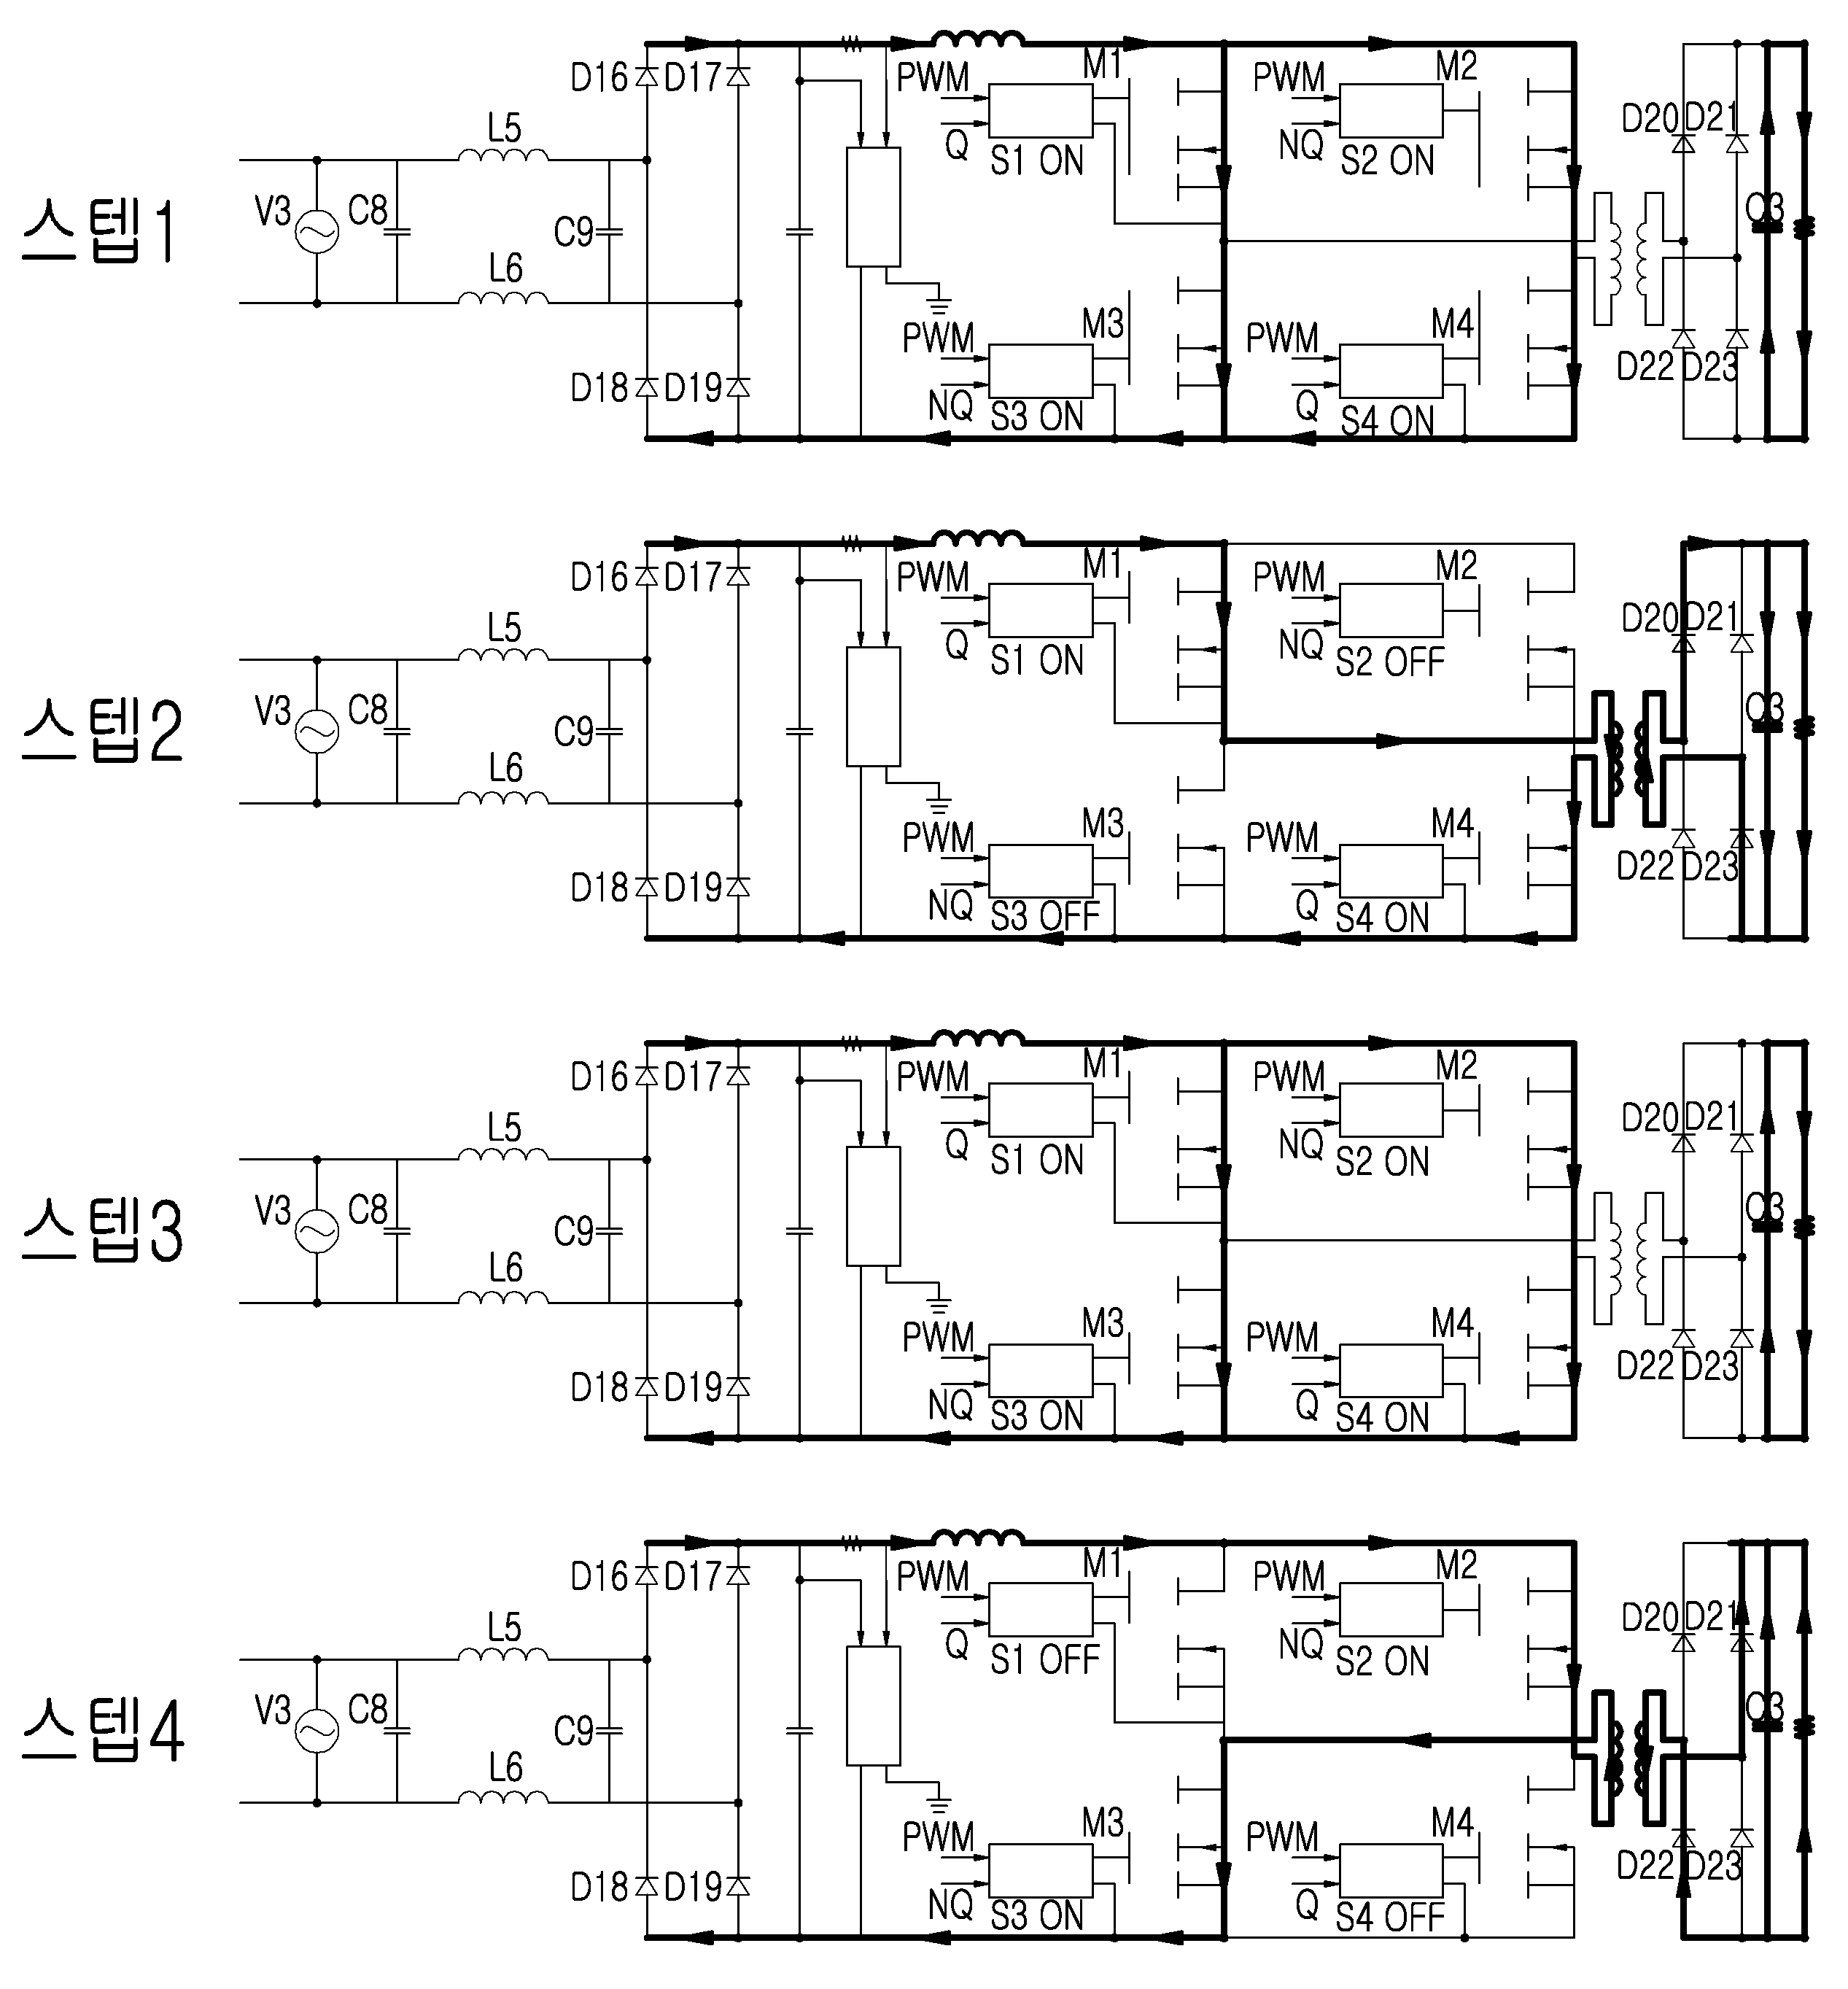 스텝1
V3
C8
L5
L6
C9
D16
D17
D18
D19
PWM
Q
S1 ON
M1
PWM
NQ
S2 ON
M2
PWM
NQ
S3 ON
M3
PWM
Q
S4 ON
M4
D20
D21
D22
D23
C3
스텝2
V3
C8
L5
L6
C9
D16
D17
D18
D19
PWM
Q
S1 ON
M1
PWM
NQ
S2 OFF
M2
PWM
NQ
S3 OFF
M3
PWM
Q
S4 ON
M4
D20
D21
D22
D23
C3
스텝3
V3
C8
L5
L6
C9
D16
D17
D18
D19
PWM
Q
S1 ON
M1
PWM
NQ
S2 ON
M2
PWM
NQ
S3 ON
M3
PWM
Q
S4 ON
M4
D20
D21
D22
D23
C3
스텝4
V3
C8
L5
L6
C9
D16
D17
D18
D19
PWM
Q
S1 OFF
M1
PWM
NQ
S2 ON
M2
PWM
NQ
S3 ON
M3
PWM
Q
S4 OFF
M4
D20
D21
D22
D23
C3